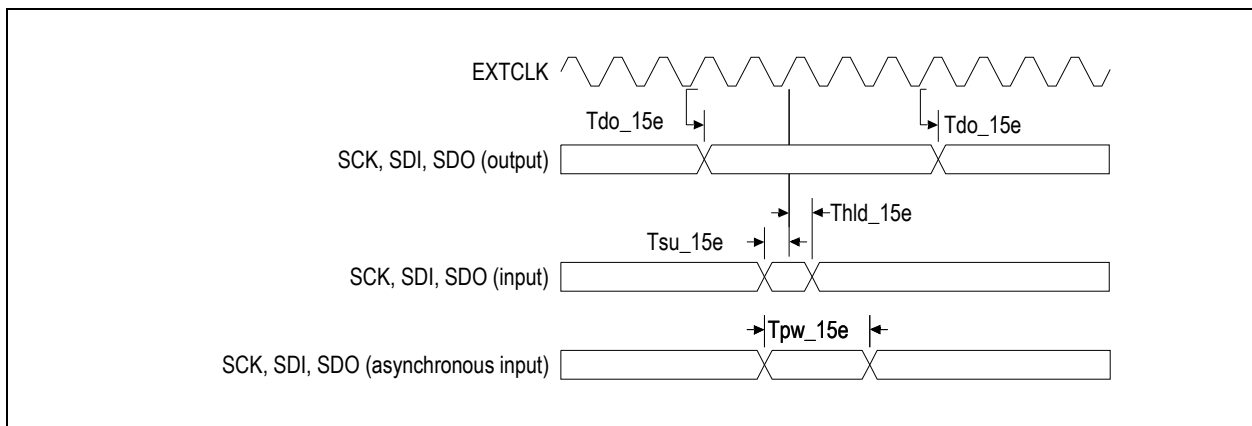 EXTCLK
Tdo_15e
Tdo_15e
SCK, SDI, SDO (output)
Thld_15e
Tsu_15e
SCK, SDI, SDO (input)
Tpw_15e
SCK, SDI, SDO (asynchronous input)